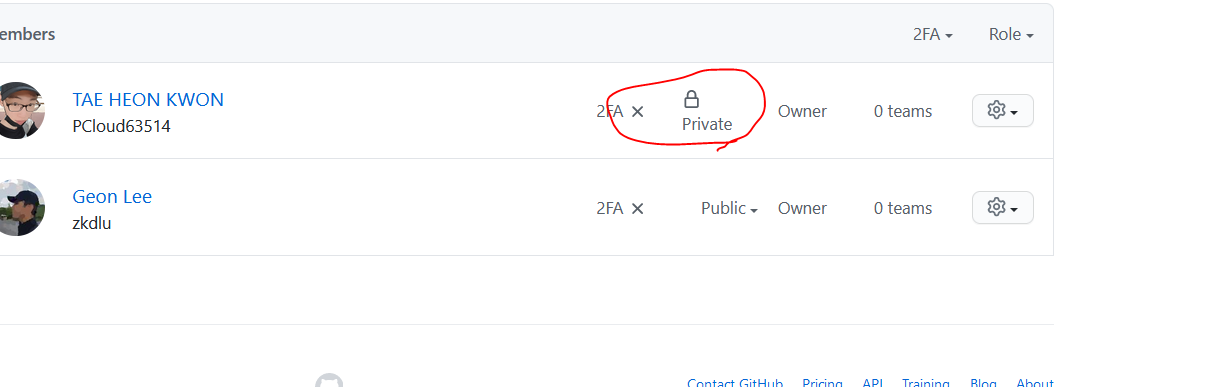 embers 2FA Role
TAE HEON KWON
PCloud63514
2FA Private Owner 0 teams
Geon Lee
zkdlu
2FA Public Owner 0 teams
Contact GitHub Pricing API Training Blog About